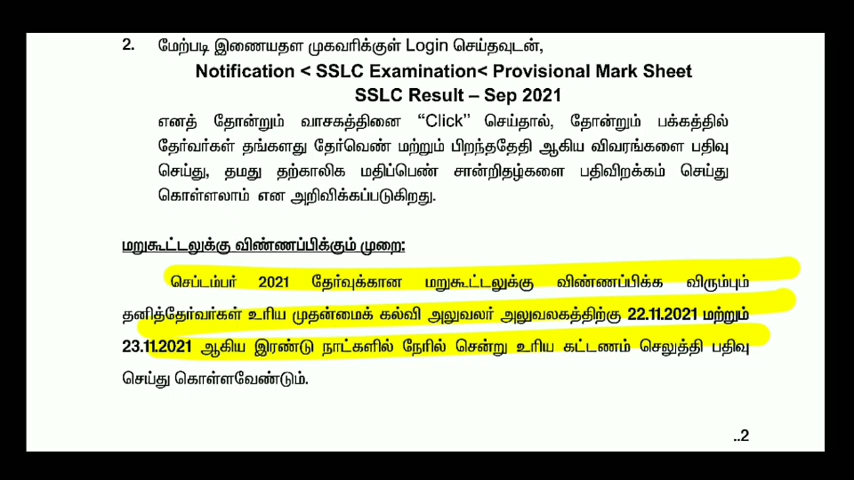 2. மேற்படி இணையதள முகவரிக்குள் Login செய்தவுடன்,
Notification < SSLC Examination< Provisional Mark Sheet
SSLC Result – Sep 2021
எனத் தோன்றும் வாசகத்தினை “Click” செய்தால், தோன்றும் பக்கத்தில்
தேர்வர்கள் தங்களது தேர்வெண் மற்றும் பிறந்ததேதி ஆகிய விவரங்களை பதிவு
செய்து, தமது தற்காலிக மதிப்பெண் சான்றிதழ்களை பதிவிறக்கம் செய்து
கொள்ளலாம் என அறிவிக்கப்படுகிறது.
மறுகூட்டலுக்கு விண்ணப்பிக்கும் முறை:
செப்டம்பர் 2021 தேர்வுக்கான மறுகூட்டலுக்கு விண்ணப்பிக்க விரும்பும்
தனித்தேர்வர்கள் உரிய முதன்மைக் கல்வி அலுவலர் அலுவலகத்திற்கு 22.11.2021 மற்றும்
23.11.2021 ஆகிய இரண்டு நாட்களில் நேரில் சென்று உரிய கட்டணம் செலுத்தி பதிவு
செய்து கொள்ளவேண்டும்.
..2